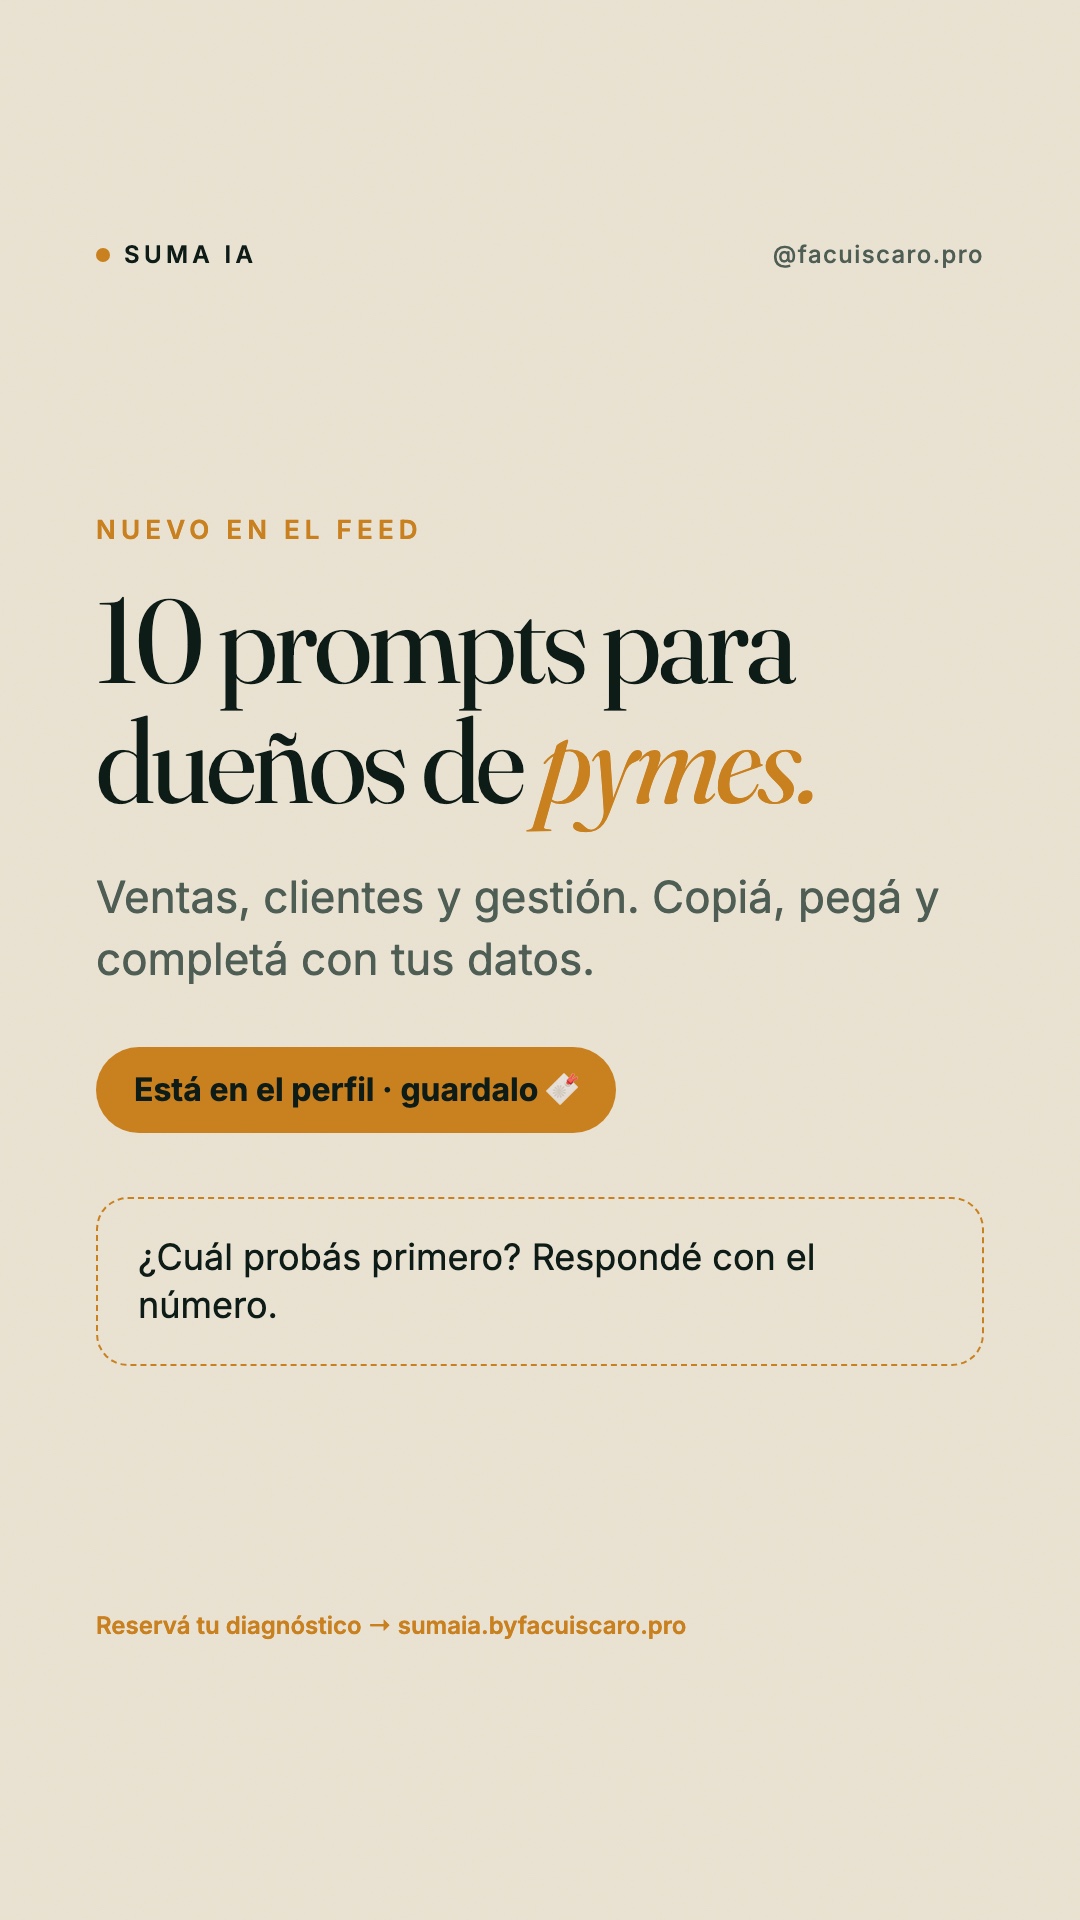 SUMA IA
@facuiscaro.pro
NUEVO EN EL FEED
10 prompts para
dueños de pymes.
Ventas, clientes y gestión. Copiá, pegá y
completá con tus datos.
Está en el perfil · guardalo 🔖
¿Cuál probás primero? Respondé con el
número.
Reservá tu diagnóstico → sumaia.byfacuiscaro.pro